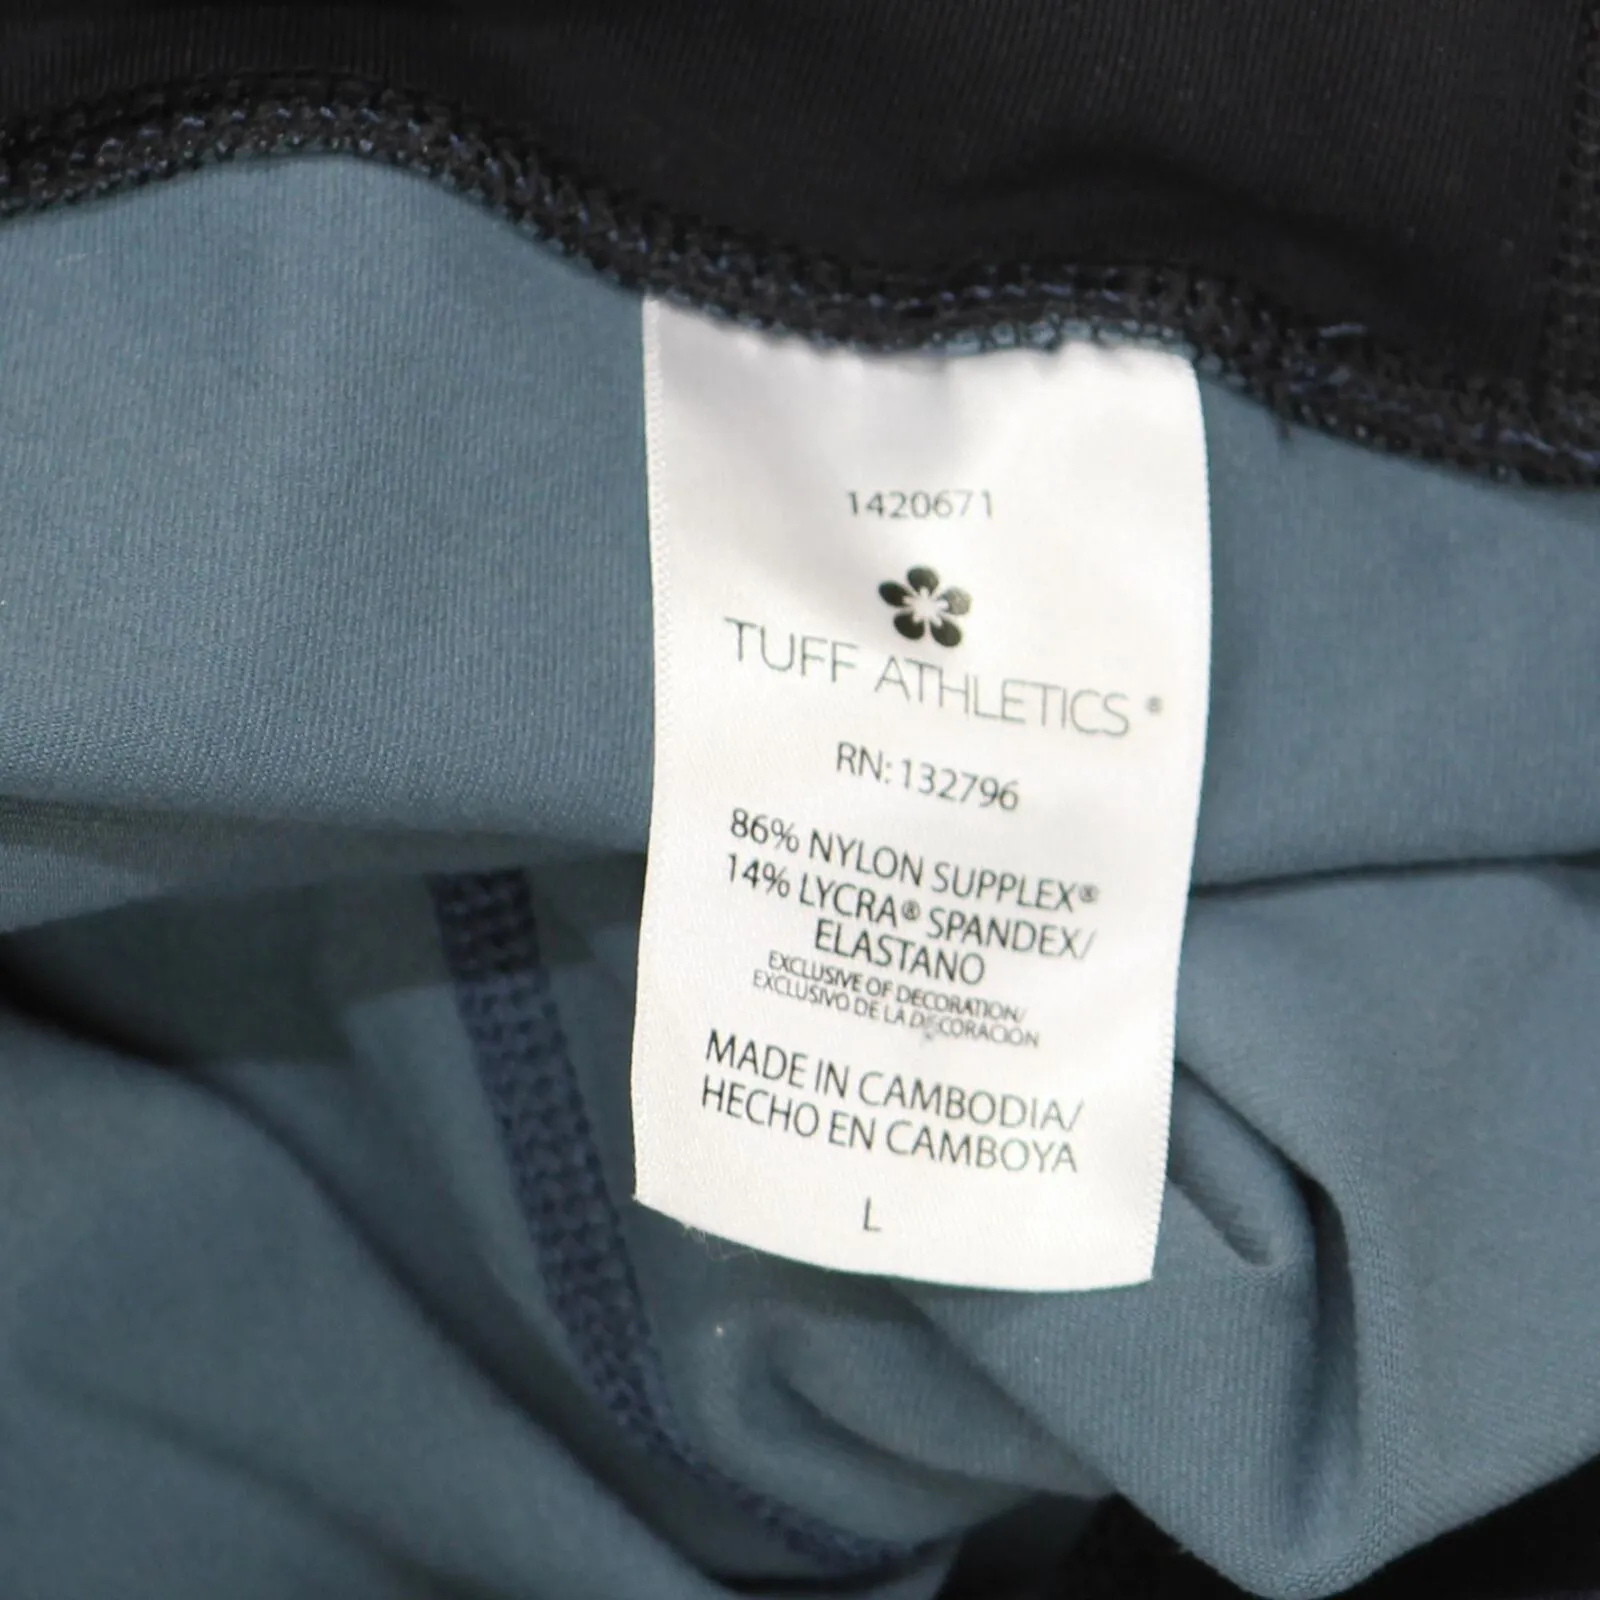 1420671
TUFF ATHLETICS®
RN: 132796
86% NYLON SUPPLEX®
14% LYCRA® SPANDEX/
ELASTANO
EXCLUSIVE OF DECORATION/
EXCLUSIVO DE LA DECORACIÓN
MADE IN CAMBODIA/
HECHO EN CAMBOYA
L